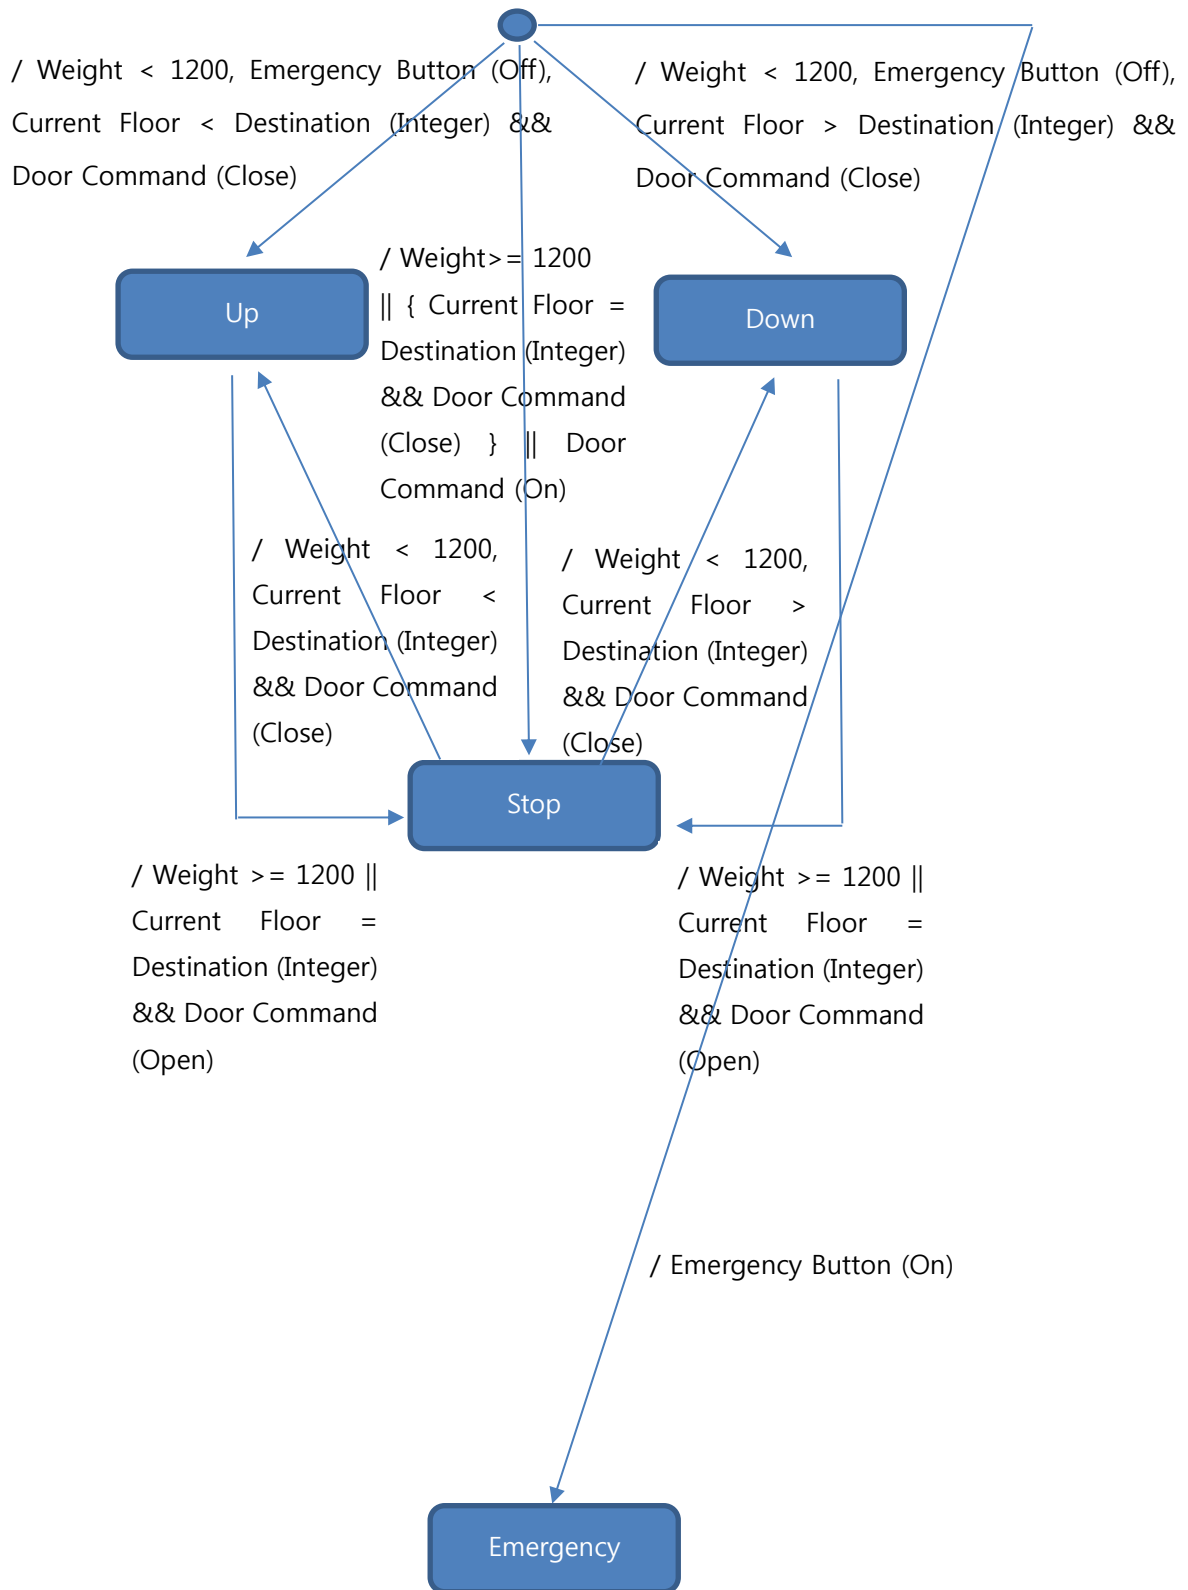 / Weight < 1200, Emergency Button (Off),
Current Floor < Destination (Integer) &&
Door Command (Close)
/ Weight < 1200, Emergency Button (Off),
Current Floor > Destination (Integer) &&
Door Command (Close)
Up
/ Weight>= 1200
|| { Current Floor =
Destination (Integer)
&& Door Command
(Close) } || Door
Command (On)
Down
/ Weight < 1200,
Current Floor <
Destination (Integer)
&& Door Command
(Close)
/ Weight < 1200,
Current Floor >
Destination (Integer)
&& Door Command
(Close)
Stop
/ Weight >= 1200 ||
Current Floor =
Destination (Integer)
&& Door Command
(Open)
/ Weight >= 1200 ||
Current Floor =
Destination (Integer)
&& Door Command
(Open)
/ Emergency Button (On)
Emergency